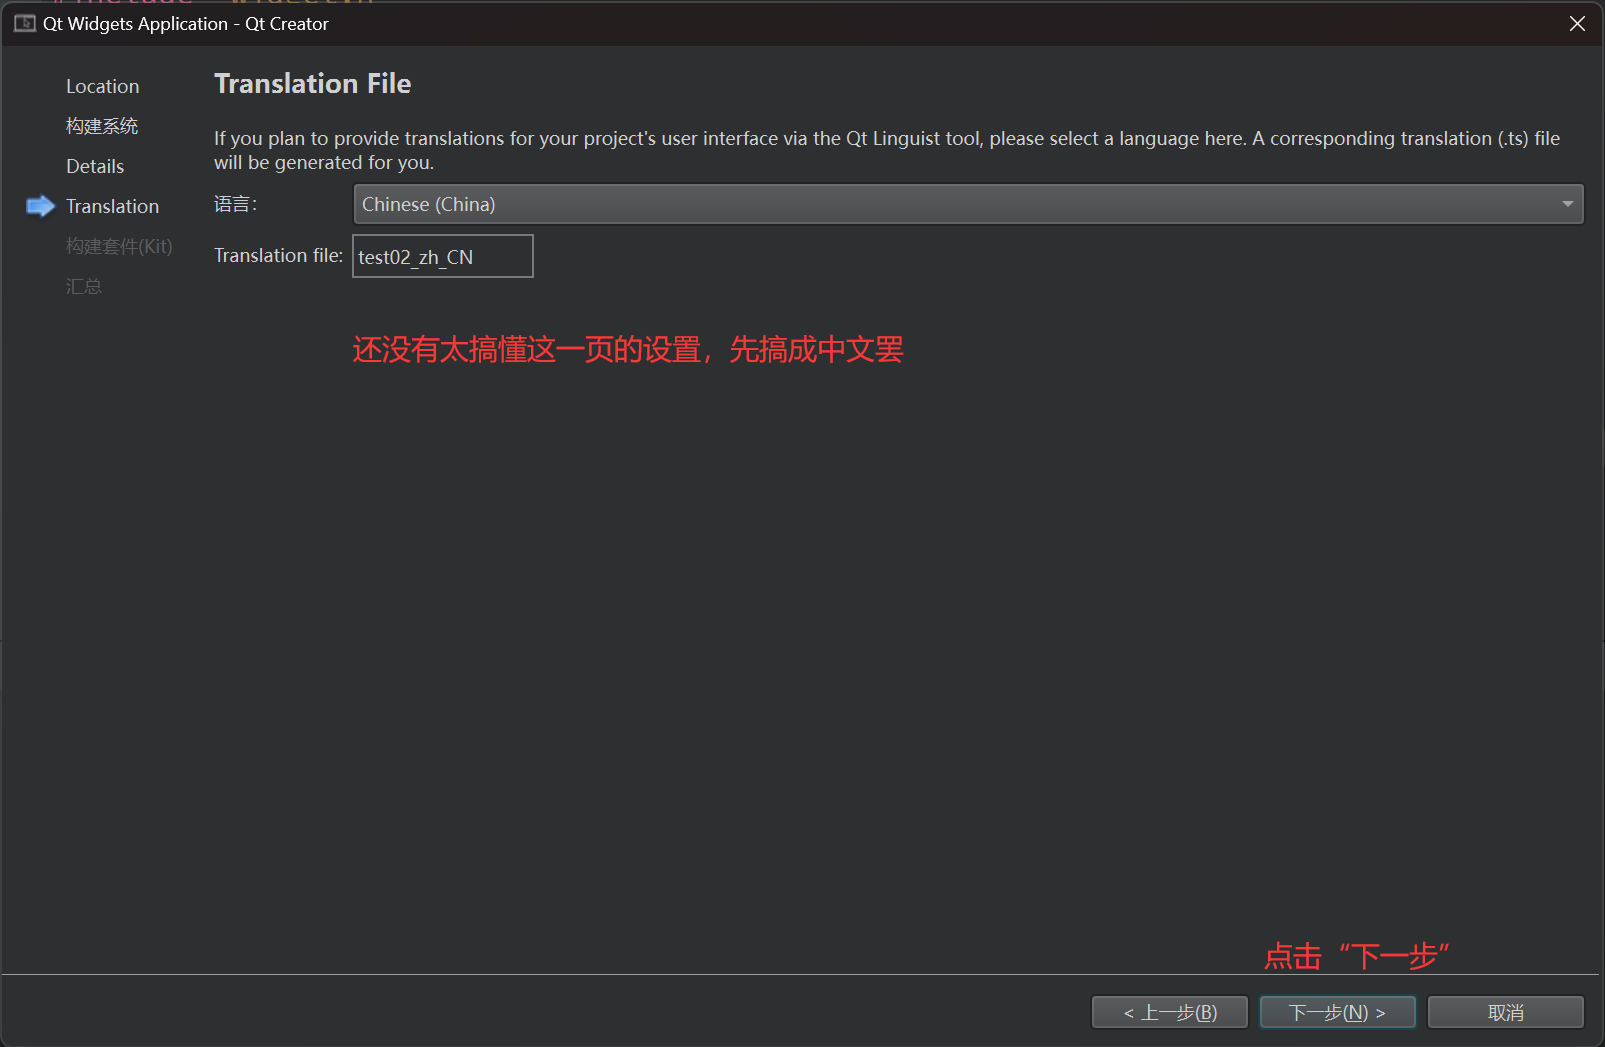 Qt Widgets Application - Qt Creator
Location
构建系统
Details
Translation
构建套件(Kit)
汇总
Translation File
If you plan to provide translations for your project's user interface via the Qt Linguist tool, please select a language here. A corresponding translation (.ts) file
will be generated for you.
语言:
Chinese (China)
Translation file:
test02_zh_CN
还没有太搞懂这一页的设置，先搞成中文罢
点击“下一步”
< 上一步(B)
下一步(N) >
取消